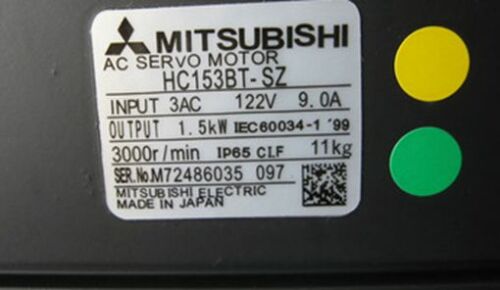 MITSUBISHI
AC SERVO MOTOR
HC153BT-SZ
INPUT 3AC 122V 9.0A
OUTPUT 1.5kW IEC60034-1 '99
3000r/min IP65 CLF 11kg
SER.No.M72486035 097
MITSUBISHI ELECTRIC
MADE IN JAPAN